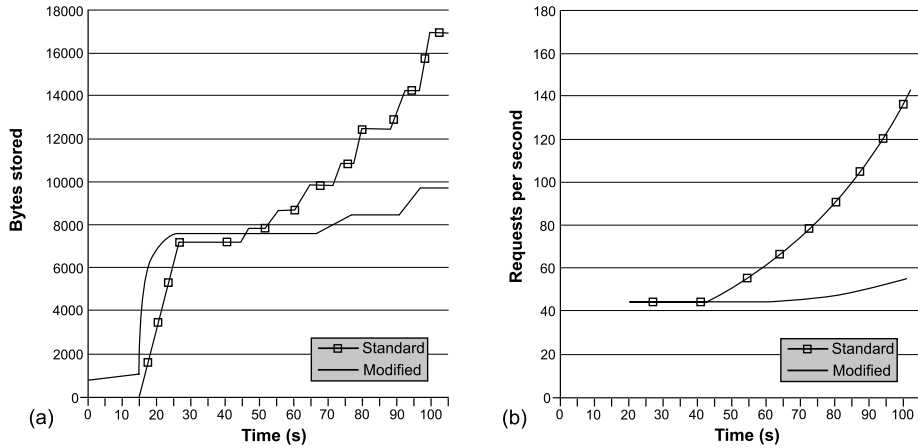 18000
16000
14000
12000
10000
8000
6000
4000
2000
0
Bytes stored
0 10 20 30 40 50 60 70 80 90 100
Time (s)
Standard
Modified
(a)
180
160
140
120
100
80
60
40
20
0
Requests per second
0 10 20 30 40 50 60 70 80 90 100
Time (s)
Standard
Modified
(b)